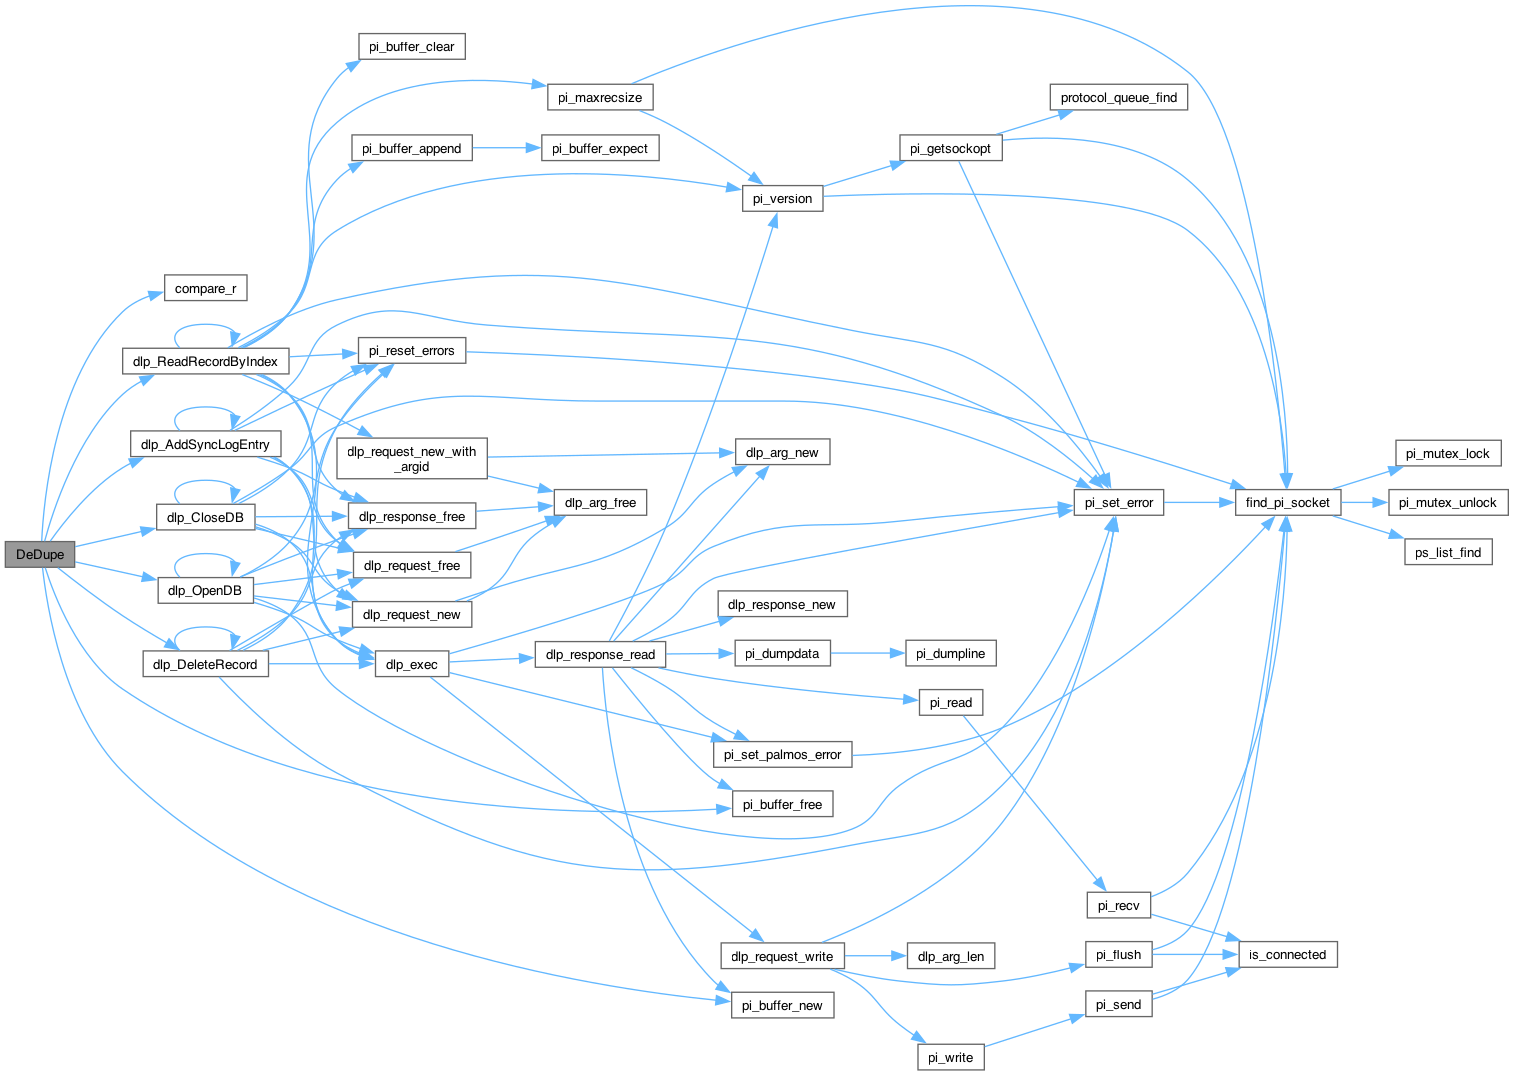 pi_buffer_clear
pi_maxrecsize
protocol_queue_find
pi_buffer_append
pi_buffer_expect
pi_getsockopt
pi_version
compare_r
dlp_ReadRecordByIndex
pi_reset_errors
dlp_AddSyncLogEntry
dlp_request_new_with
_argid
dlp_arg_new
pi_mutex_lock
dlp_CloseDB
dlp_response_free
dlp_arg_free
pi_set_error
find_pi_socket
pi_mutex_unlock
DeDupe
dlp_request_free
ps_list_find
dlp_OpenDB
dlp_request_new
dlp_response_new
dlp_DeleteRecord
dlp_exec
dlp_response_read
pi_dumpdata
pi_dumpline
pi_read
pi_set_palmos_error
pi_buffer_free
pi_recv
dlp_request_write
dlp_arg_len
pi_flush
is_connected
pi_buffer_new
pi_send
pi_write